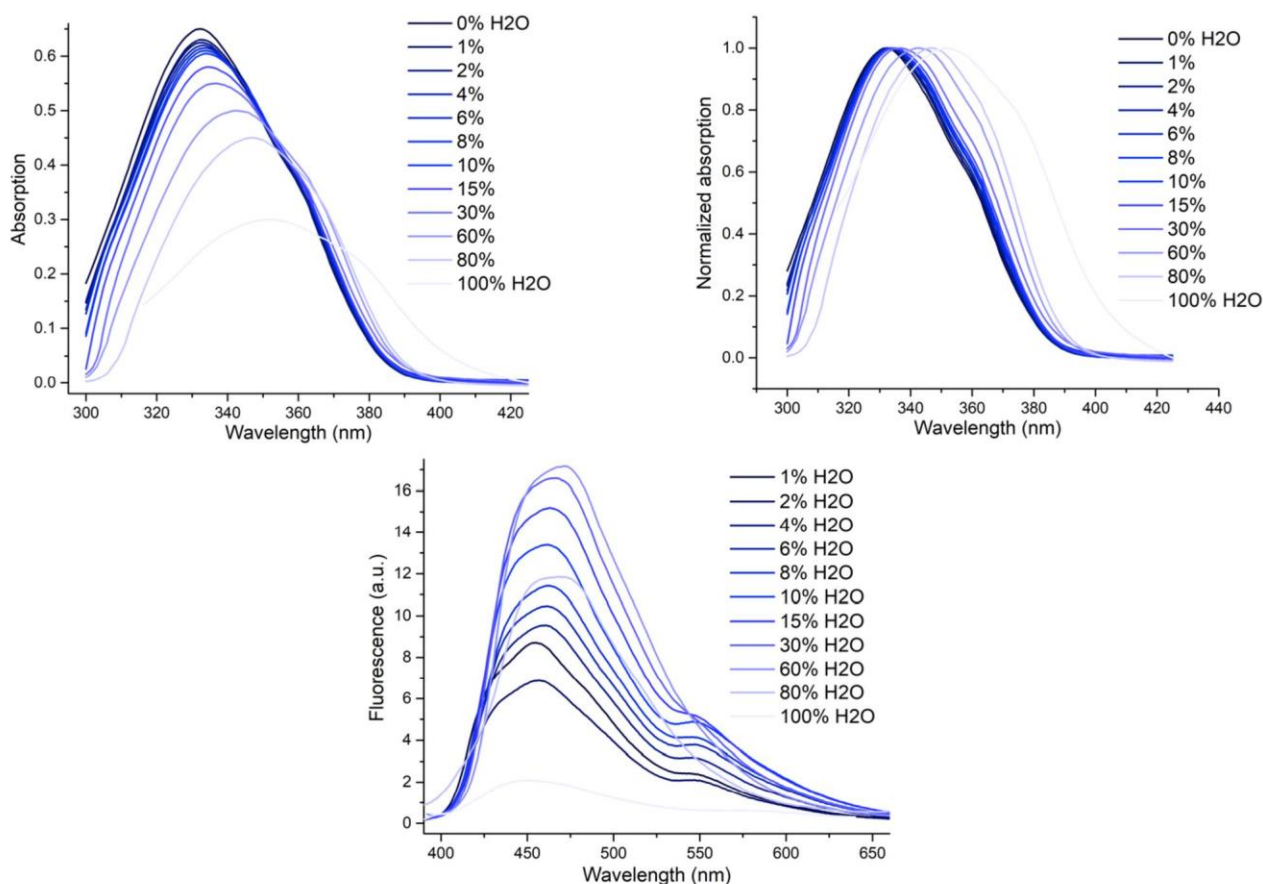 0% H2O
1%
2%
4%
6%
8%
10%
15%
30%
60%
80%
100% H2O
0.6
0.5
0.4
0.3
0.2
0.1
0.0
Absorption
300 320 340 360 380 400 420
Wavelength (nm)
0% H2O
1%
2%
4%
6%
8%
10%
15%
30%
60%
80%
100% H2O
1.0
0.8
0.6
0.4
0.2
0.0
Normalized absorption
300 320 340 360 380 400 420 440
Wavelength (nm)
1% H2O
2% H2O
4% H2O
6% H2O
8% H2O
10% H2O
15% H2O
30% H2O
60% H2O
80% H2O
100% H2O
16
14
12
10
8
6
4
2
0
Fluorescence (a.u.)
400 450 500 550 600 650
Wavelength (nm)